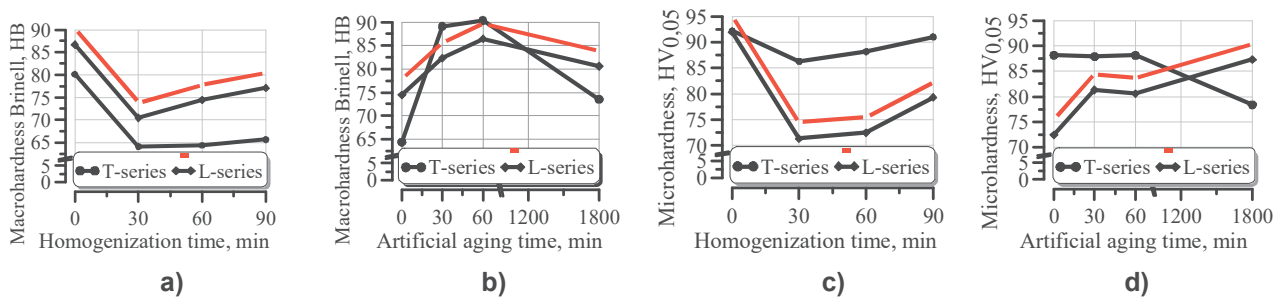 Macrohardness Brinell, HB
90
85
80
75
70
65
5
0
T-series L-series
0 30 60 90
Homogenization time, min
a)
Macrohardness Brinell, HB
90
85
80
75
70
65
5
0
T-series L-series
0 30 60 1200 1800
Artificial aging time, min
b)
Microhardness, HV0,05
95
90
85
80
75
70
5
0
T-series L-series
0 30 60 90
Homogenization time, min
c)
Microhardness, HV0,05
95
90
85
80
75
70
5
0
T-series L-series
0 30 60 1200 1800
Artificial aging time, min
d)